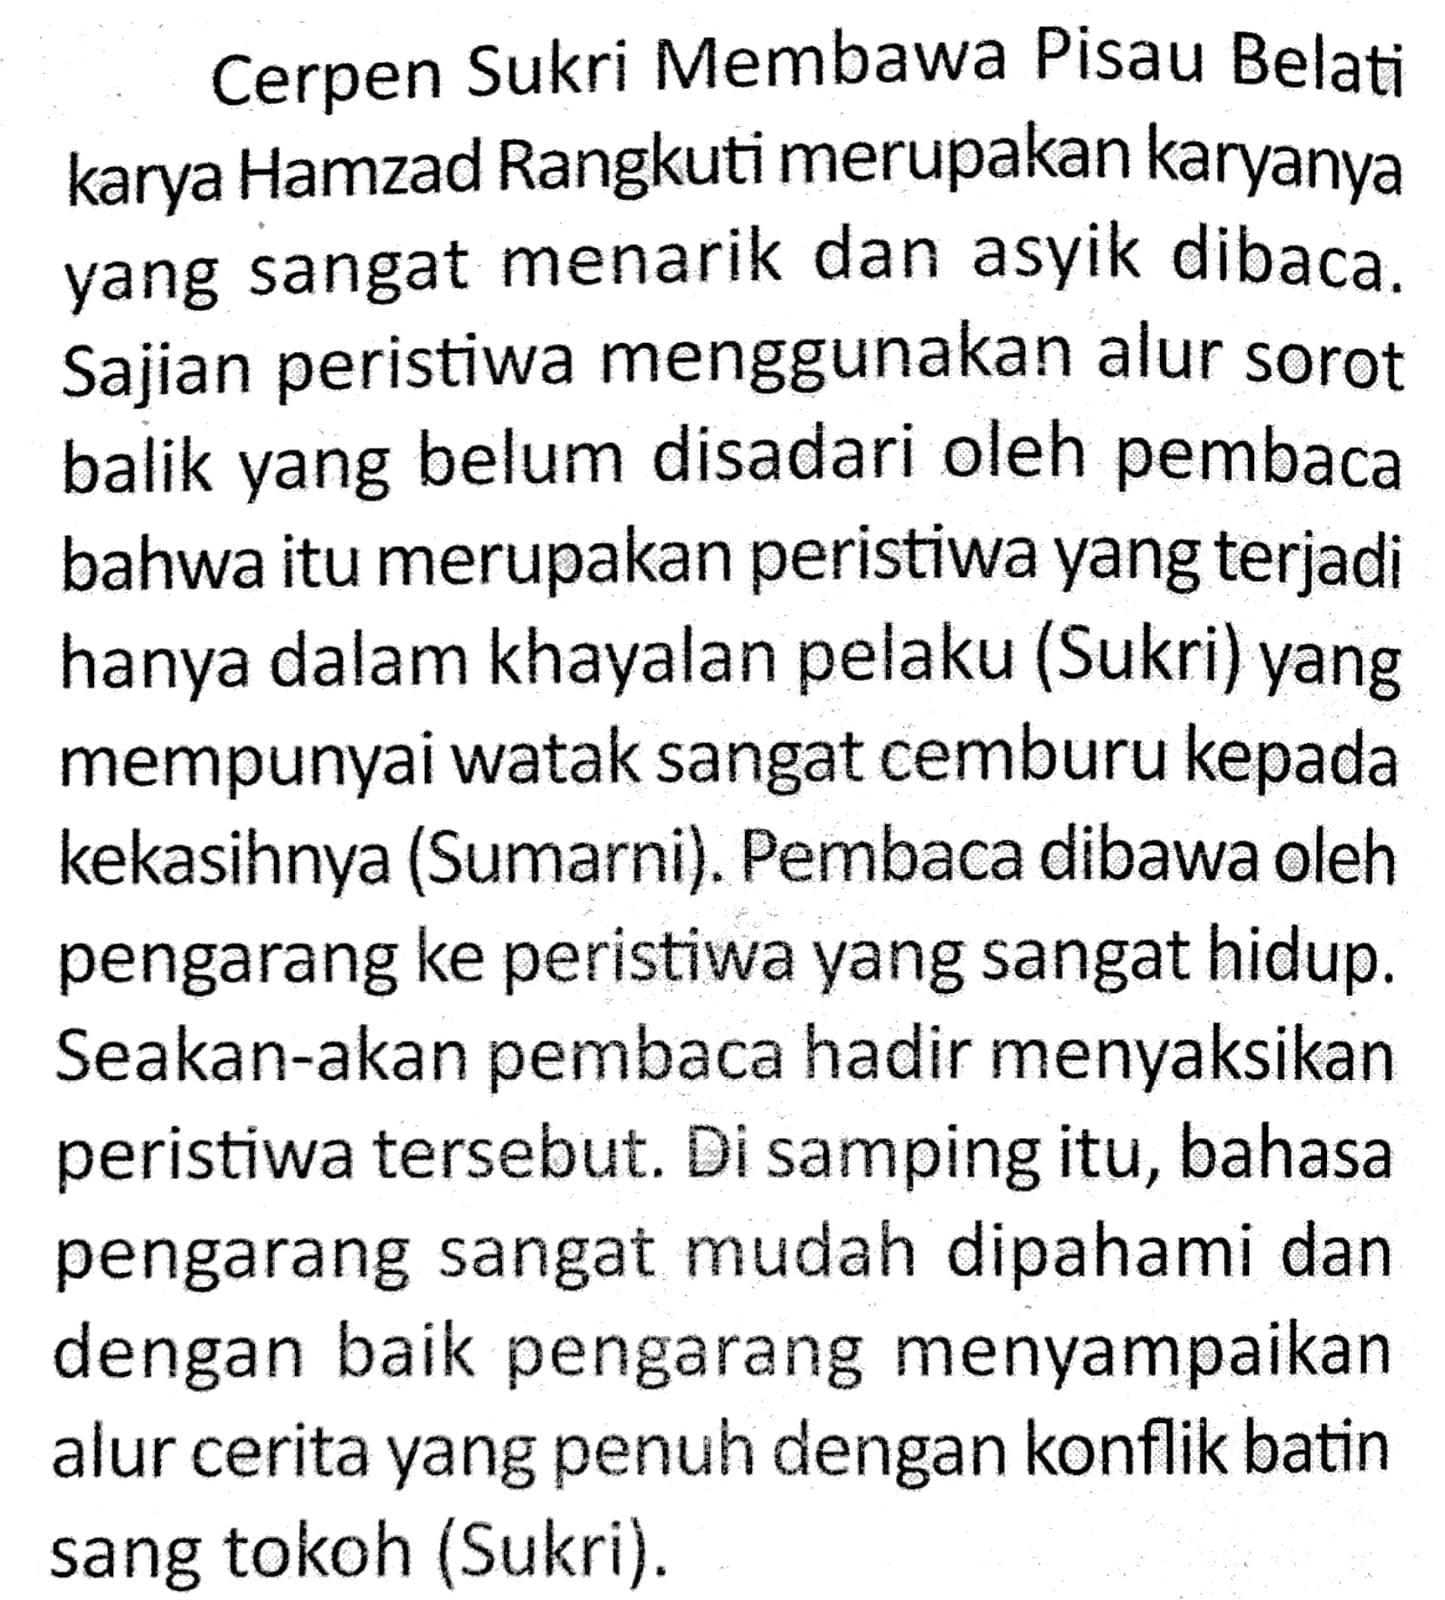 Cerpen Sukri Membawa Pisau Belati
karya Hamzad Rangkuti merupakan karyanya
yang sangat menarik dan asyik dibaca.
Sajian peristiwa menggunakan alur sorot
balik yang belum disadari oleh pembaca
bahwa itu merupakan peristiwa yang terjadi
hanya dalam khayalan pelaku (Sukri) yang
mempunyai watak sangat cemburu kepada
kekasihnya (Sumarni). Pembaca dibawa oleh
pengarang ke peristiwa yang sangat hidup.
Seakan-akan pembaca hadir menyaksikan
peristiwa tersebut. Di samping itu, bahasa
pengarang sangat mudah dipahami dan
dengan baik pengarang menyampaikan
alur cerita yang penuh dengan konflik batin
sang tokoh (Sukri).